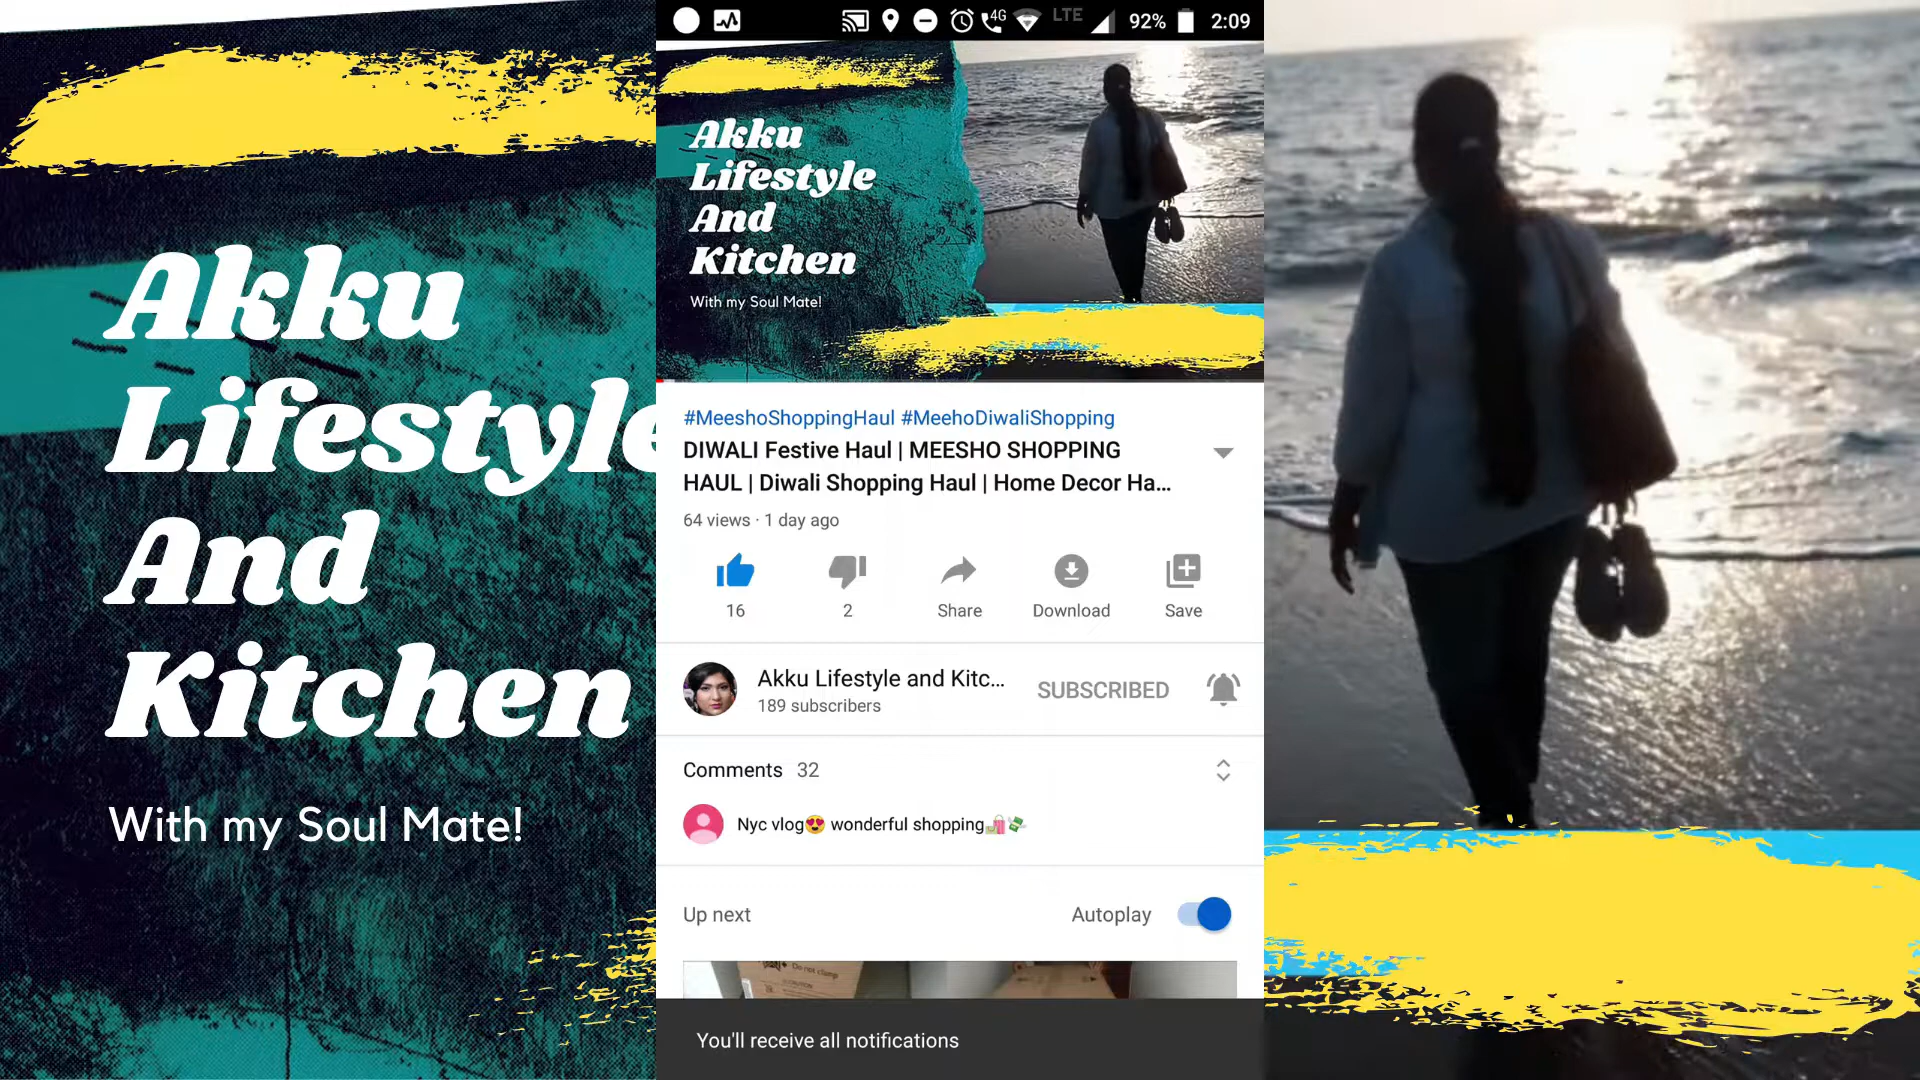 Akku
Lifestyle
And
Kitchen
With my Soul Mate!
4G
LTE
92%
2:09
Akku
Lifestyle
And
Kitchen
With my Soul Mate!
#MeeshoShoppingHaul #MeehoDiwaliShopping
DIWALI Festive Haul | MEESHO SHOPPING
HAUL | Diwali Shopping Haul | Home Decor Ha...
64 views · 1 day ago
16
2
Share
Download
Save
Akku Lifestyle and Kitc...
189 subscribers
SUBSCRIBED
Comments 32
Nyc vlog😍 wonderful shopping🛍️💸
Up next
Autoplay
Do not clamp
You'll receive all notifications